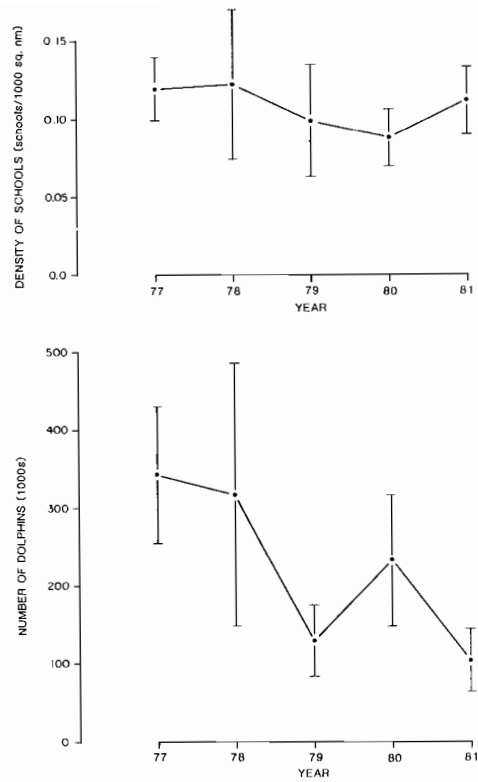 DENSITY OF SCHOOLS (schools/1000 sq. nm)
0.15
0.10
0.05
0.0
77 78 79 80 81
YEAR
NUMBER OF DOLPHINS (1000s)
500
400
300
200
100
0
77 78 79 80 81
YEAR